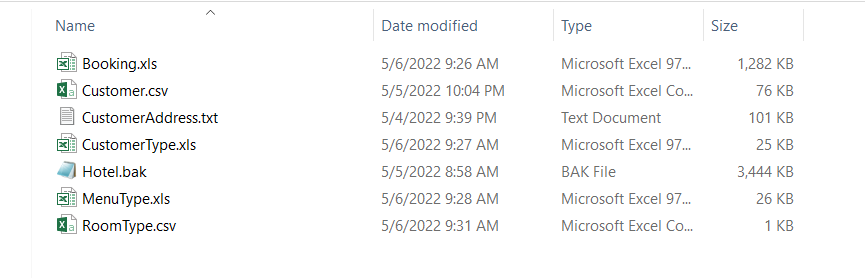 Name Date modified Type Size
Booking.xls 5/6/2022 9:26 AM Microsoft Excel 97... 1,282 KB
Customer.csv 5/5/2022 10:04 PM Microsoft Excel Co... 76 KB
CustomerAddress.txt 5/4/2022 9:39 PM Text Document 101 KB
CustomerType.xls 5/6/2022 9:27 AM Microsoft Excel 97... 25 KB
Hotel.bak 5/5/2022 8:58 AM BAK File 3,444 KB
MenuType.xls 5/6/2022 9:28 AM Microsoft Excel 97... 26 KB
RoomType.csv 5/6/2022 9:31 AM Microsoft Excel Co... 1 KB